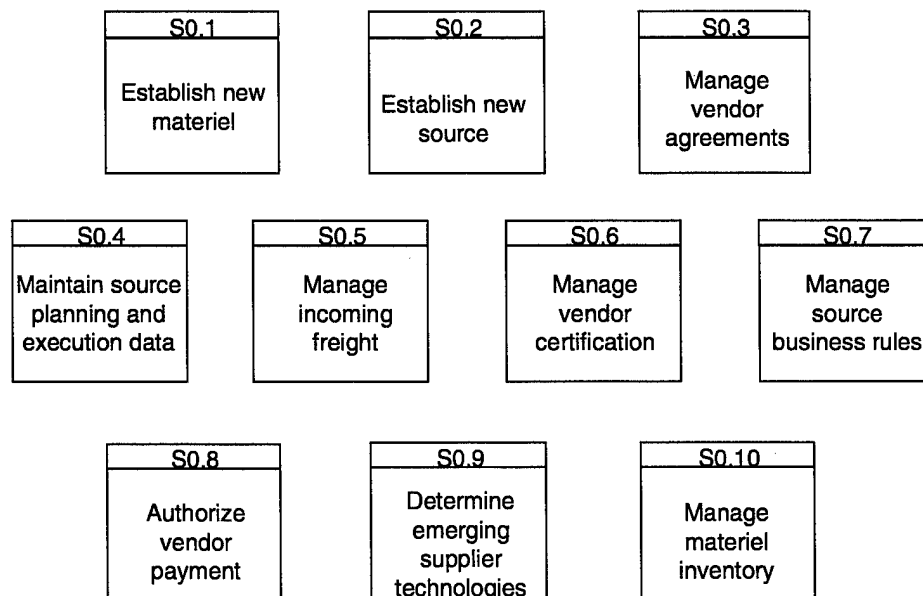 S0.1
Establish new
materiel
S0.2
Establish new
source
S0.3
Manage
vendor
agreements
S0.4
Maintain source
planning and
execution data
S0.5
Manage
incoming
freight
S0.6
Manage
vendor
certification
S0.7
Manage
source
business rules
S0.8
Authorize
vendor
payment
S0.9
Determine
emerging
supplier
technologies
S0.10
Manage
materiel
inventory